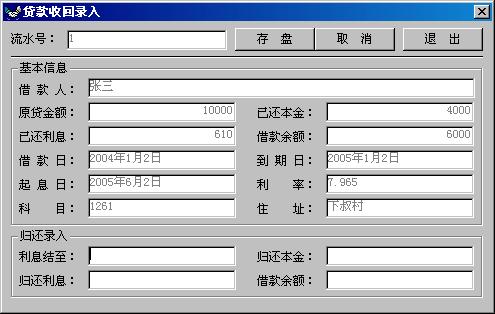 贷款收回录入
流水号： 1 存 盘 取 消 退 出
基本信息
借 款 人： 张三
原贷金额： 10000 已还本金： 4000
已还利息： 610 借款余额： 6000
借 款 日： 2004年1月2日 到 期 日： 2005年1月2日
起 息 日： 2005年6月2日 利 率： 7.965
科 目： 1261 住 址： 下叔村
归还录入
利息结至： 归还本金：
归还利息： 借款余额：